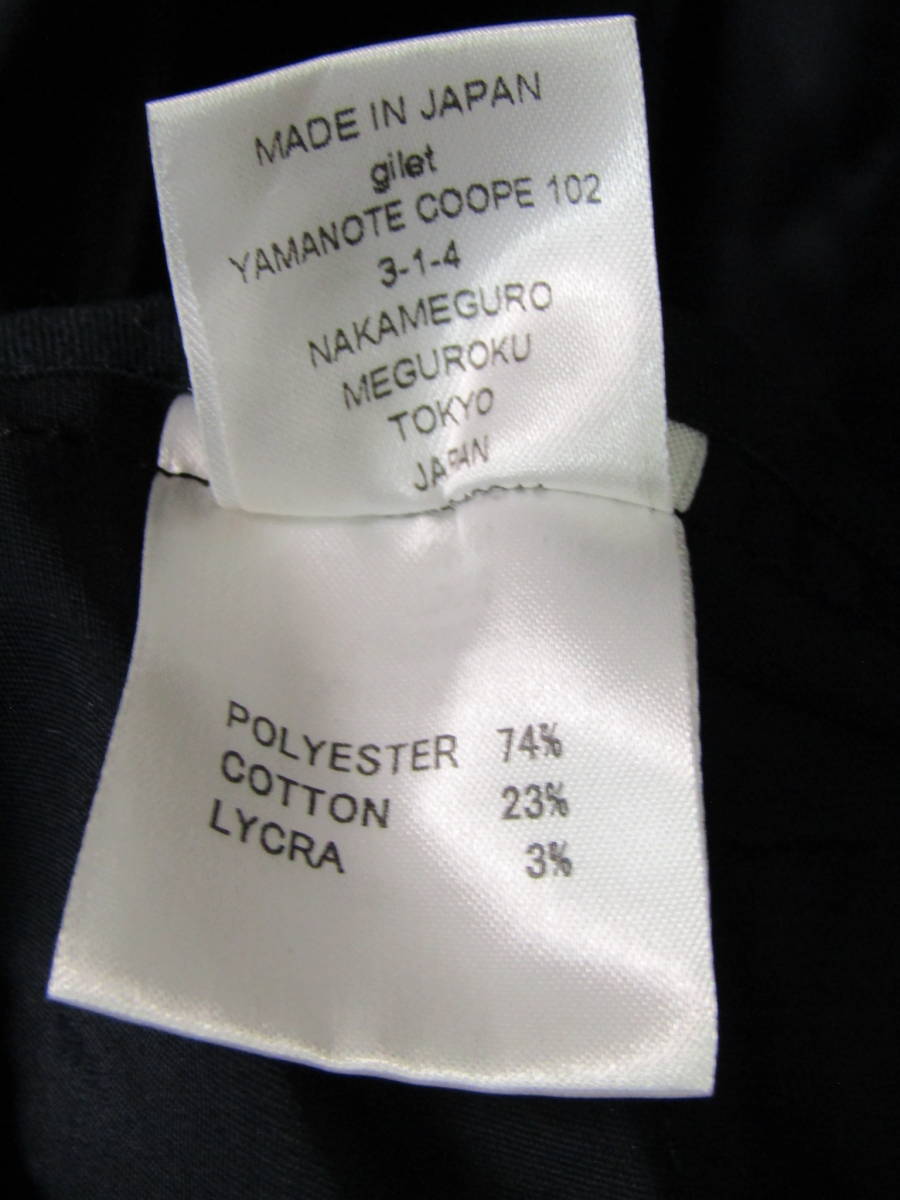 MADE IN JAPAN
gilet
YAMANOTE COOPE 102
3-1-4
NAKAMEGURO
MEGUROKU
TOKYO
JAPAN
POLYESTER 74%
COTTON 23%
LYCRA 3%